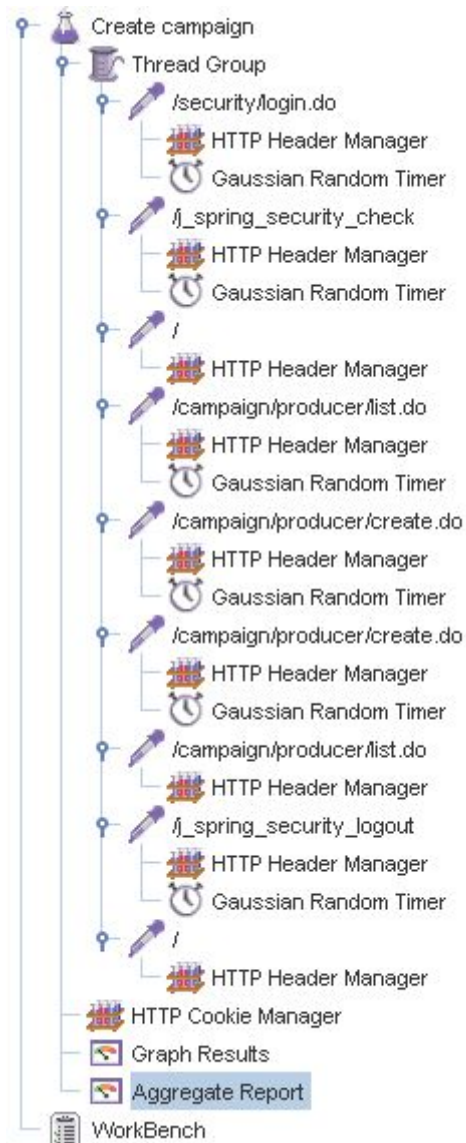 Create campaign
Thread Group
/security/login.do
HTTP Header Manager
Gaussian Random Timer
/j_spring_security_check
HTTP Header Manager
Gaussian Random Timer
/
HTTP Header Manager
/campaign/producer/list.do
HTTP Header Manager
Gaussian Random Timer
/campaign/producer/create.do
HTTP Header Manager
Gaussian Random Timer
/campaign/producer/create.do
HTTP Header Manager
Gaussian Random Timer
/campaign/producer/list.do
HTTP Header Manager
/j_spring_security_logout
HTTP Header Manager
Gaussian Random Timer
/
HTTP Header Manager
HTTP Cookie Manager
Graph Results
Aggregate Report
WorkBench